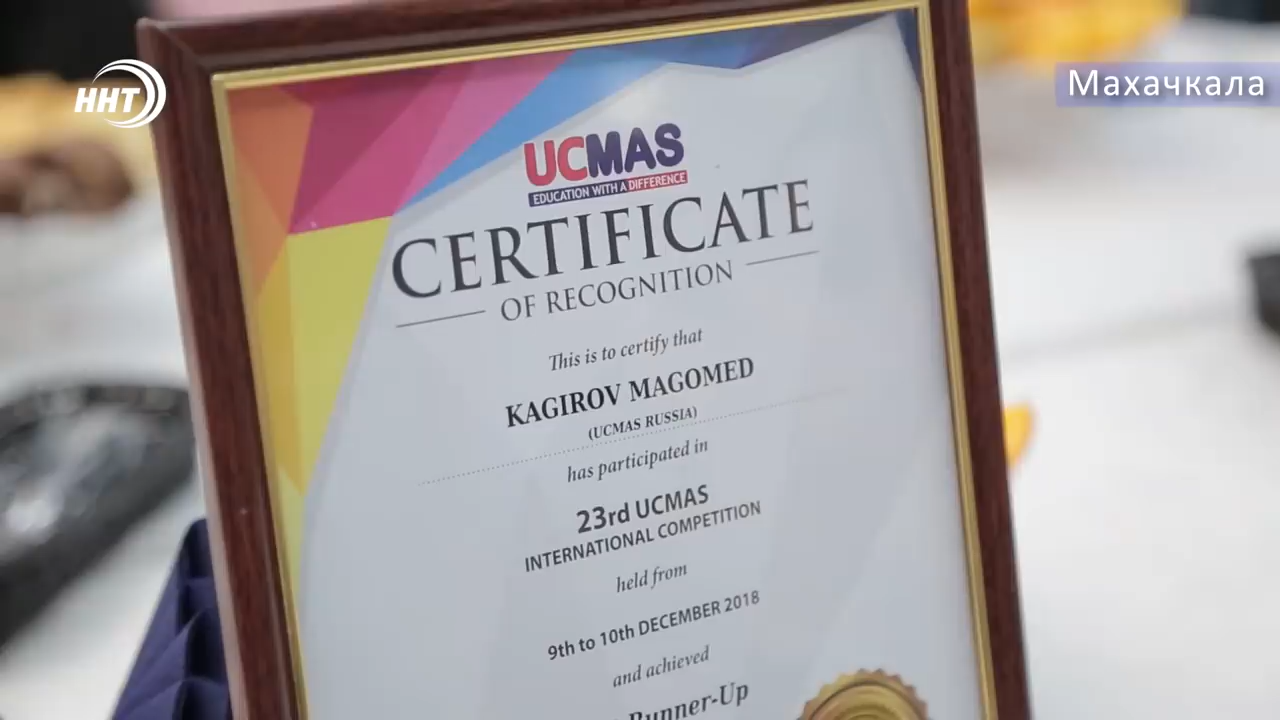 ННТ
Махачкала
UCMAS
EDUCATION WITH A DIFFERENCE
CERTIFICATE
OF RECOGNITION
This is to certify that
KAGIROV MAGOMED
(UCMAS RUSSIA)
has participated in
23rd UCMAS
INTERNATIONAL COMPETITION
held from
9th to 10th DECEMBER 2018
and achieved
Runner-Up